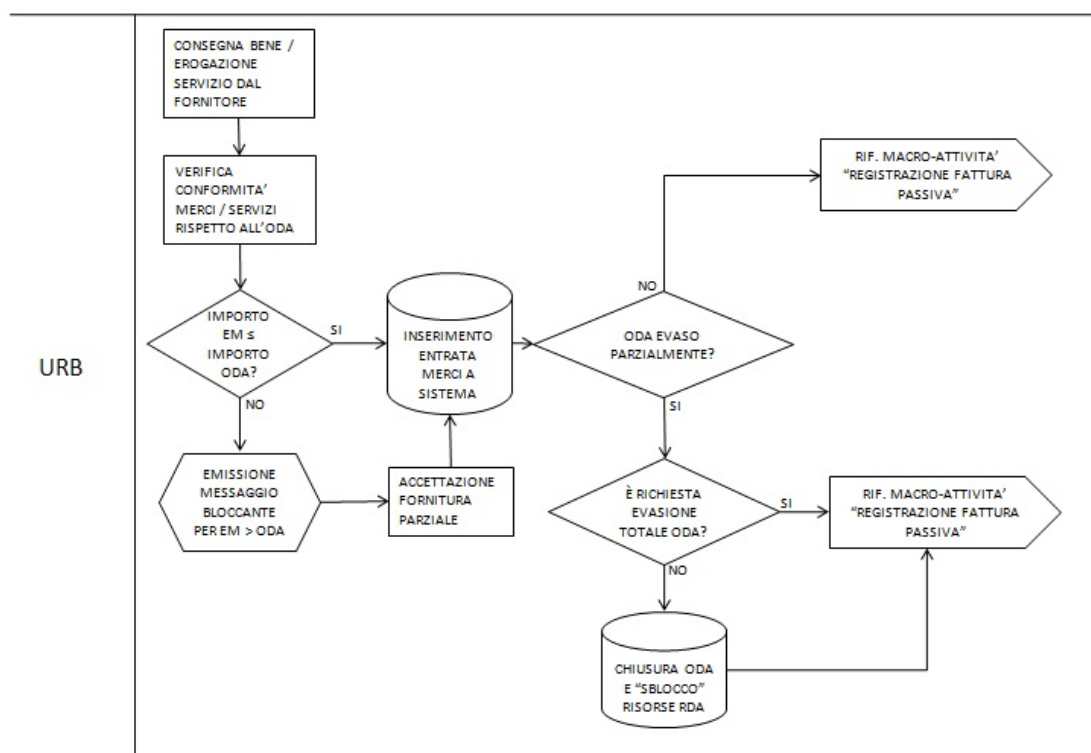 URB
CONSEGNA BENE /
EROGAZIONE
SERVIZIO DAL
FORNITORE
VERIFICA
CONFORMITA'
MERCI / SERVIZI
RISPETTO ALL'ODA
IMPORTO
EM ≤
IMPORTO
ODA?
SI
NO
EMISSIONE
MESSAGGIO
BLOCCANTE
PER EM > ODA
ACCETTAZIONE
FORNITURA
PARZIALE
INSERIMENTO
ENTRATA
MERCI A
SISTEMA
ODA EVASO
PARZIALMENTE?
NO
RIF. MACRO-ATTIVITA'
“REGISTRAZIONE FATTURA
PASSIVA”
SI
È RICHIESTA
EVASIONE
TOTALE ODA?
SI
RIF. MACRO-ATTIVITA'
“REGISTRAZIONE FATTURA
PASSIVA”
NO
CHIUSURA ODA
E “SBLOCCO”
RISORSE RDA